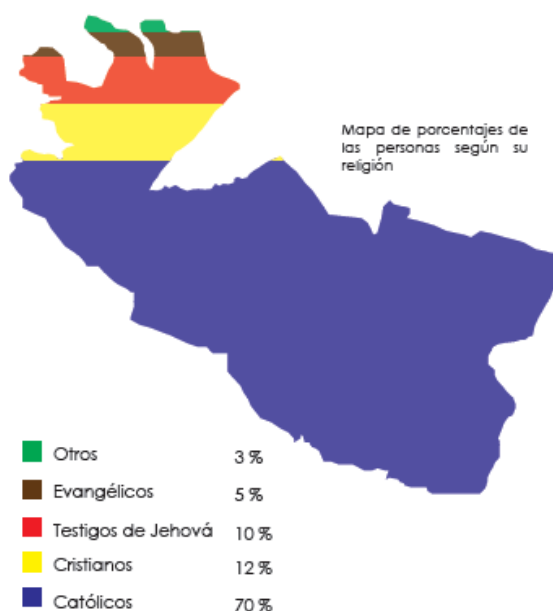 Mapa de porcentajes de
las personas según su
religión
Otros 3 %
Evangélicos 5 %
Testigos de Jehová 10 %
Cristianos 12 %
Católicos 70 %